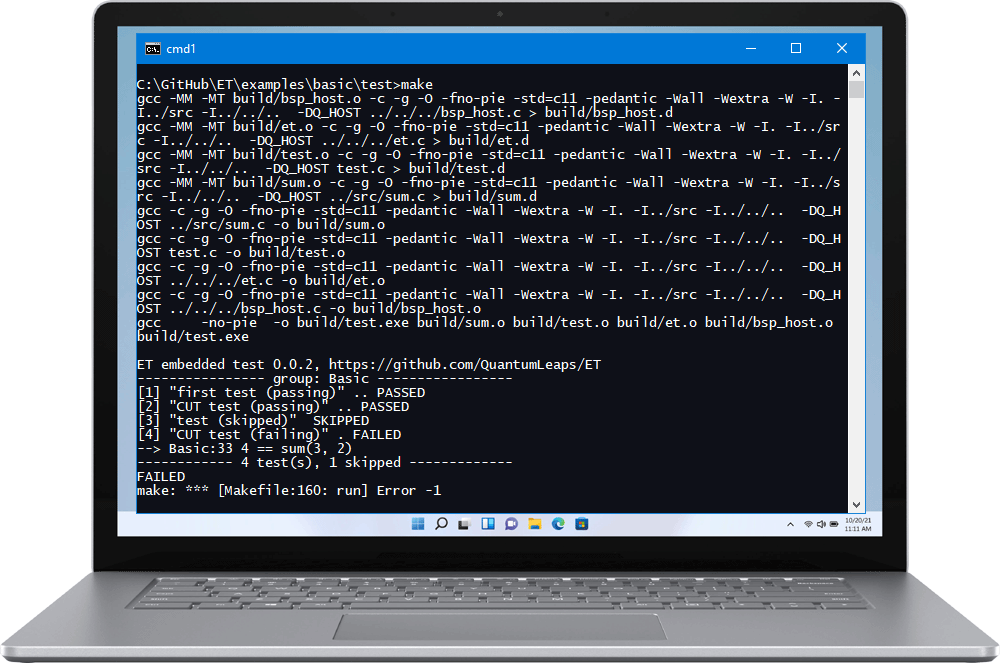 cmd1
C:\GitHub\ET\examples\basic\test>make
gcc -MM -MT build/bsp_host.o -c -g -O -fno-pie -std=c11 -pedantic -Wall -Wextra -W -I. -
I../src -I../../..  -DQ_HOST ../../../bsp_host.c > build/bsp_host.d
gcc -MM -MT build/et.o -c -g -O -fno-pie -std=c11 -pedantic -Wall -Wextra -W -I. -I../sr
c -I../../..  -DQ_HOST ../../../et.c > build/et.d
gcc -MM -MT build/test.o -c -g -O -fno-pie -std=c11 -pedantic -Wall -Wextra -W -I. -I../
src -I../../..  -DQ_HOST test.c > build/test.d
gcc -MM -MT build/sum.o -c -g -O -fno-pie -std=c11 -pedantic -Wall -Wextra -W -I. -I../s
rc -I../../..  -DQ_HOST ../src/sum.c > build/sum.d
gcc -c -g -O -fno-pie -std=c11 -pedantic -Wall -Wextra -W -I. -I../src -I../../..  -DQ_H
OST ../src/sum.c -o build/sum.o
gcc -c -g -O -fno-pie -std=c11 -pedantic -Wall -Wextra -W -I. -I../src -I../../..  -DQ_H
OST test.c -o build/test.o
gcc -c -g -O -fno-pie -std=c11 -pedantic -Wall -Wextra -W -I. -I../src -I../../..  -DQ_H
OST ../../../et.c -o build/et.o
gcc -c -g -O -fno-pie -std=c11 -pedantic -Wall -Wextra -W -I. -I../src -I../../..  -DQ_H
OST ../../../bsp_host.c -o build/bsp_host.o
gcc     -no-pie  -o build/test.exe build/sum.o build/test.o build/et.o build/bsp_host.o
build/test.exe
ET embedded test 0.0.2, https://github.com/QuantumLeaps/ET
---------------- group: Basic -----------------
[1] "first test (passing)" .. PASSED
[2] "CUT test (passing)" .. PASSED
[3] "test (skipped)"  SKIPPED
[4] "CUT test (failing)" . FAILED
--> Basic:33 4 == sum(3, 2)
------------ 4 test(s), 1 skipped -------------
FAILED
make: *** [Makefile:160: run] Error -1
10/20/21
11:11 AM